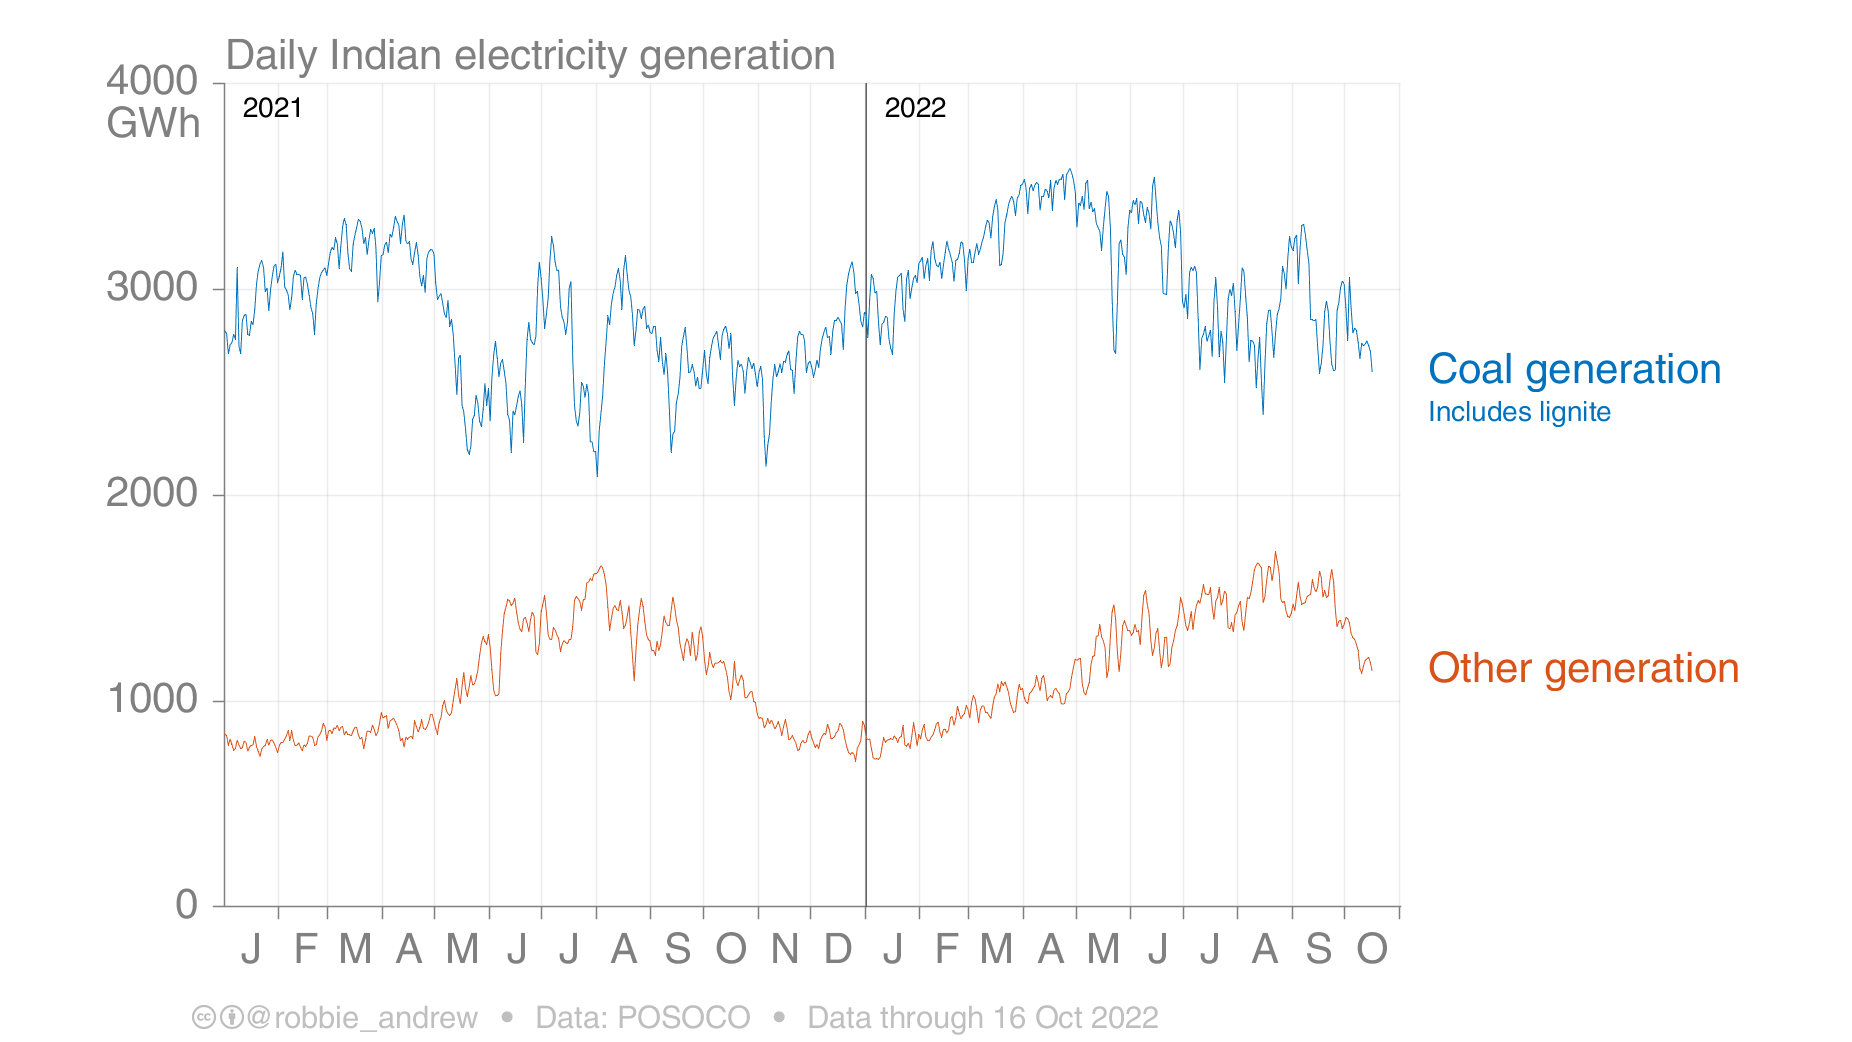 Daily Indian electricity generation
4000
GWh
2021
2022
3000
Coal generation
Includes lignite
2000
Other generation
1000
0
J F M A M J J A S O N D J F M A M J J A S O
cc @robbie_andrew • Data: POSOCO • Data through 16 Oct 2022